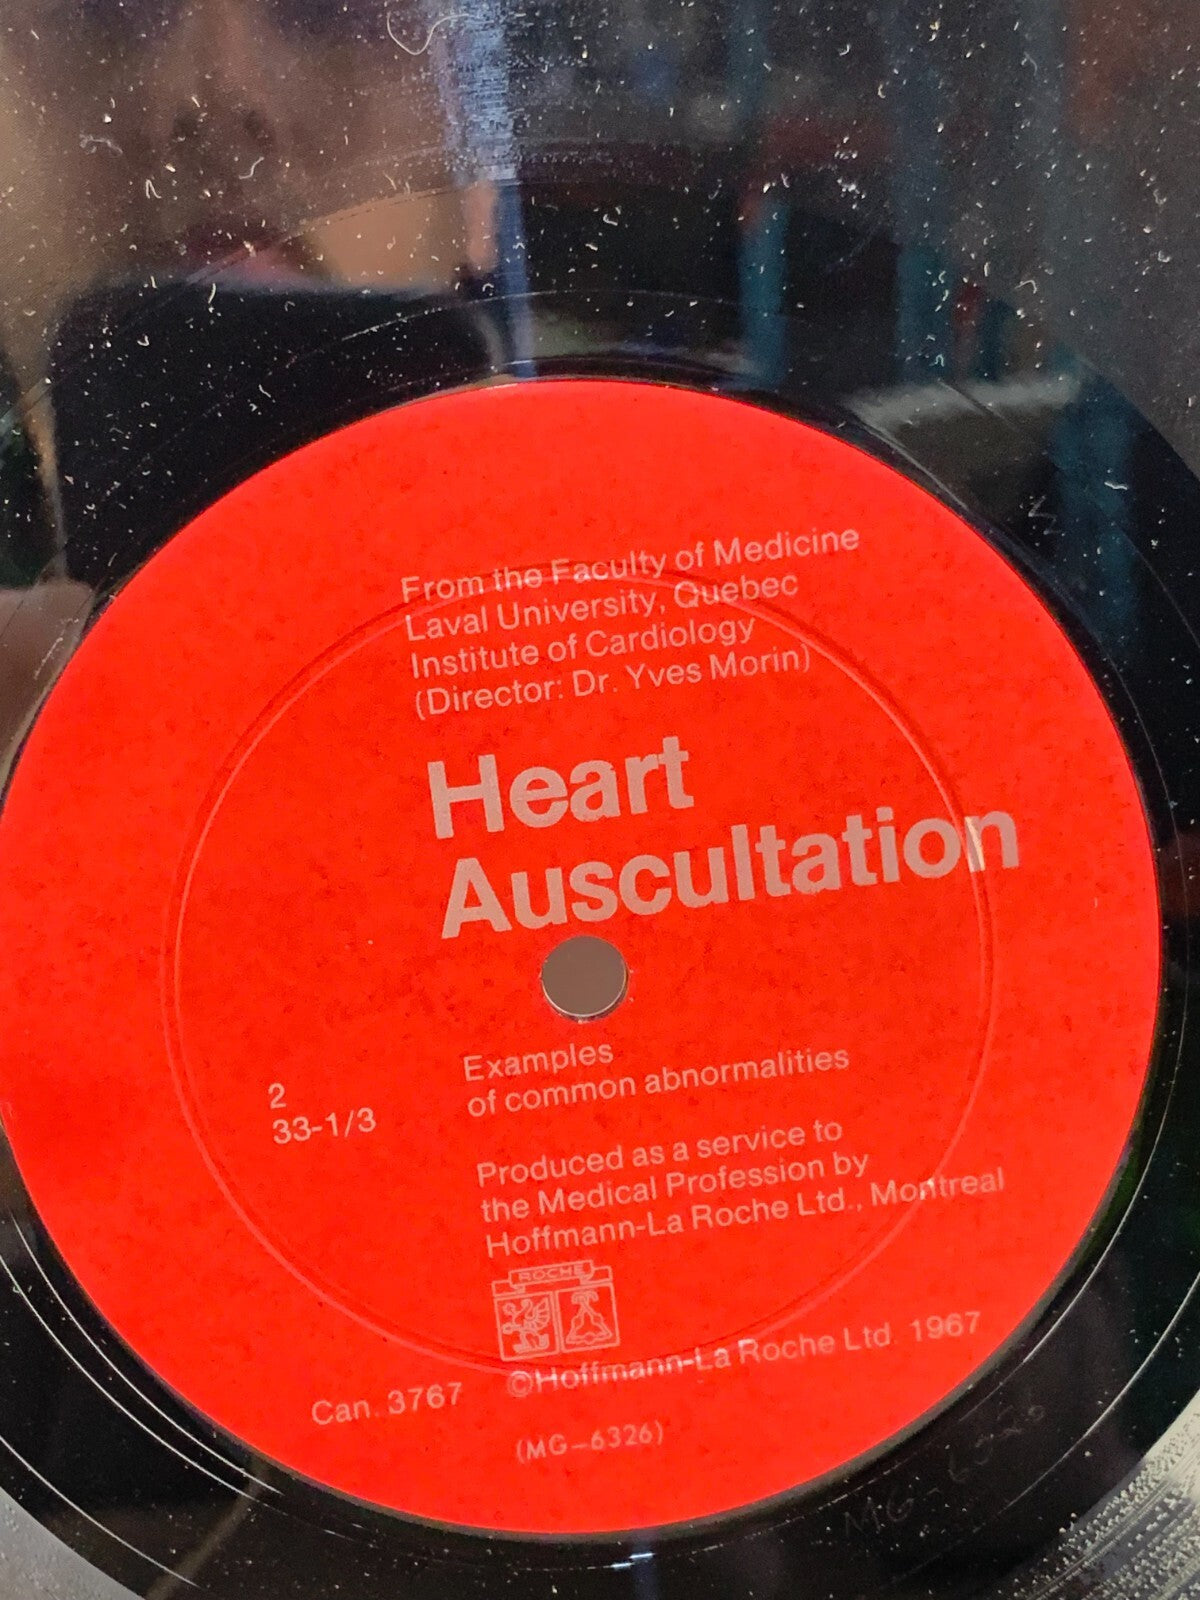 From the Faculty of Medicine
Laval University, Quebec
Institute of Cardiology
(Director: Dr. Yves Morin)
Heart
Auscultation
2
33-1/3
Examples
of common abnormalities
Produced as a service to
the Medical Profession by
Hoffmann-La Roche Ltd., Montreal
ROCHE
Can. 3767 ©Hoffmann-La Roche Ltd. 1967
(MG-6326)